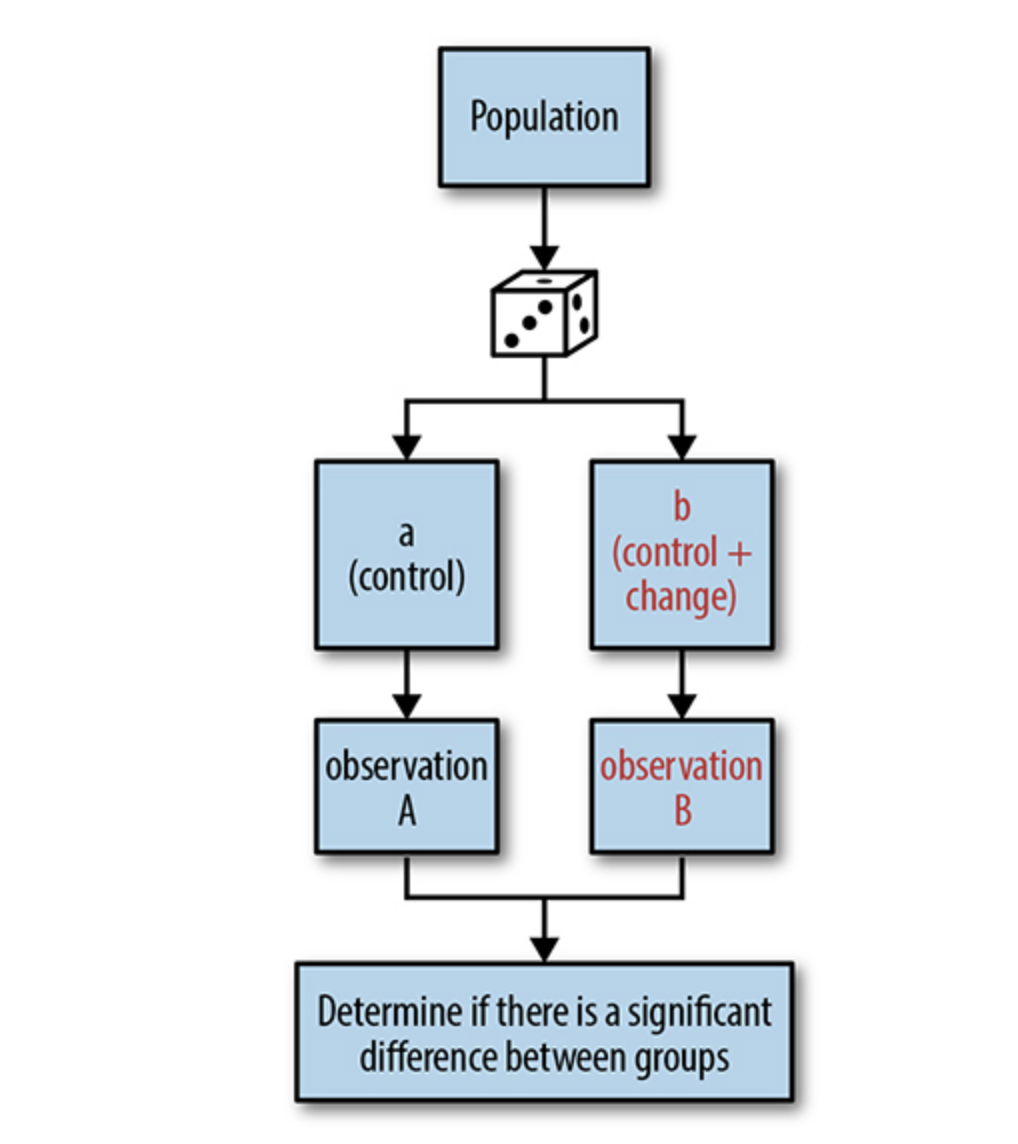 Population
a
(control)
b
(control +
change)
observation
A
observation
B
Determine if there is a significant
difference between groups